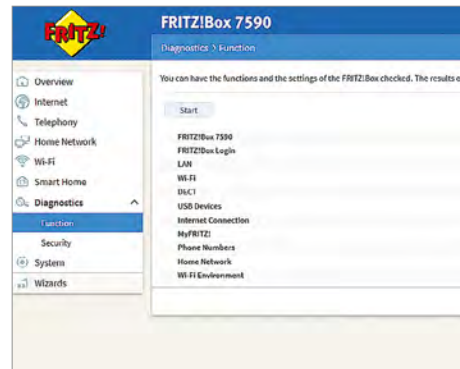 FRITZ!
FRITZ!Box 7590
Diagnostics > Function
Overview
Internet
Telephony
Home Network
Wi-Fi
Smart Home
Diagnostics
Function
Security
System
Wizards
You can have the functions and the settings of the FRITZ!Box checked. The results
Start
FRITZ!Box 7590
FRITZ!Box Login
LAN
Wi-Fi
DECT
USB Devices
Internet Connection
MyFRITZ!
Phone Numbers
Home Network
Wi-Fi Environment